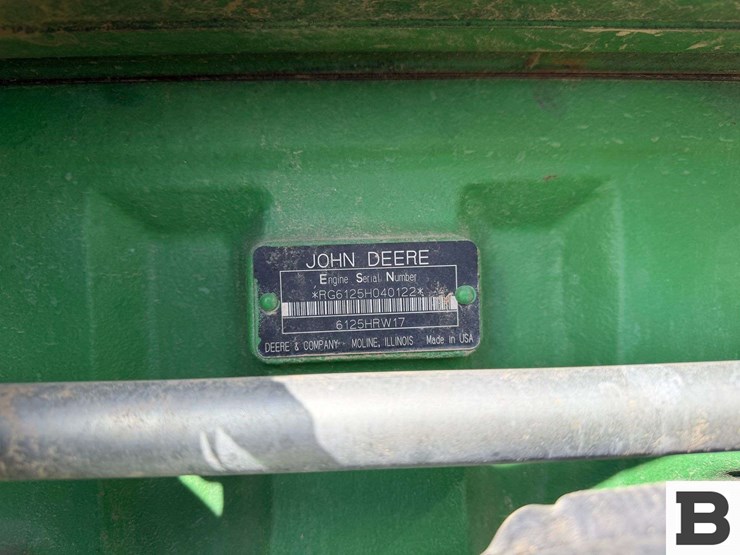 JOHN DEERE
Engine Serial Number
*RG6125H040122*
6125HRW17
DEERE & COMPANY MOLINE, ILLINOIS Made in USA
B